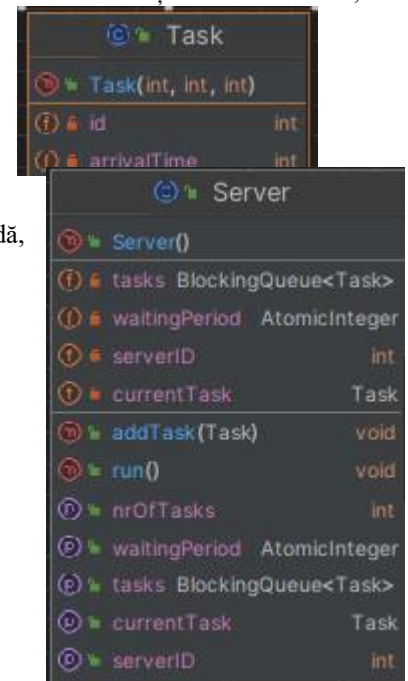 Task
Task(int, int, int)
id int
arrivalTime int
Server
dă,
Server()
tasks BlockingQueue<Task>
waitingPeriod AtomicInteger
serverID int
currentTask Task
addTask(Task) void
run() void
nrOfTasks int
waitingPeriod AtomicInteger
tasks BlockingQueue<Task>
currentTask Task
serverID int